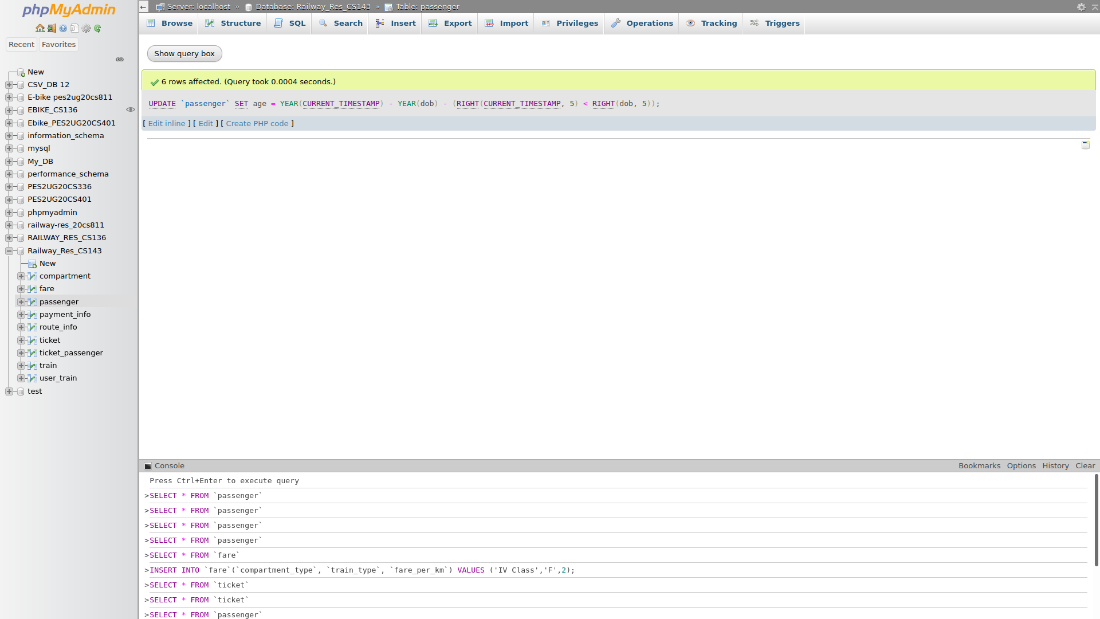 phpMyAdmin
Recent Favorites
New
CSV_DB 12
E-bike pes2ug20cs811
EBIKE_CS136
Ebike_PES2UG20CS401
information_schema
mysql
My_DB
performance_schema
PES2UG20CS336
PES2UG20CS401
phpmyadmin
railway-res_20cs811
RAILWAY_RES_CS136
Railway_Res_CS143
New
compartment
fare
passenger
payment_info
route_info
ticket
ticket_passenger
train
user_train
test
Server: localhost » Database: Railway_Res_CS143 » Table: passenger
Browse Structure SQL Search Insert Export Import Privileges Operations Tracking Triggers
Show query box
6 rows affected. (Query took 0.0004 seconds.)
UPDATE `passenger` SET age = YEAR(CURRENT_TIMESTAMP) - YEAR(dob) - (RIGHT(CURRENT_TIMESTAMP, 5) < RIGHT(dob, 5));
[ Edit inline ] [ Edit ] [ Create PHP code ]
Console Bookmarks Options History Clear
Press Ctrl+Enter to execute query
>SELECT * FROM `passenger`
>SELECT * FROM `passenger`
>SELECT * FROM `passenger`
>SELECT * FROM `passenger`
>SELECT * FROM `fare`
>INSERT INTO `fare`(`compartment_type`, `train_type`, `fare_per_km`) VALUES ('IV Class','F',2);
>SELECT * FROM `ticket`
>SELECT * FROM `ticket`
>SELECT * FROM `passenger`